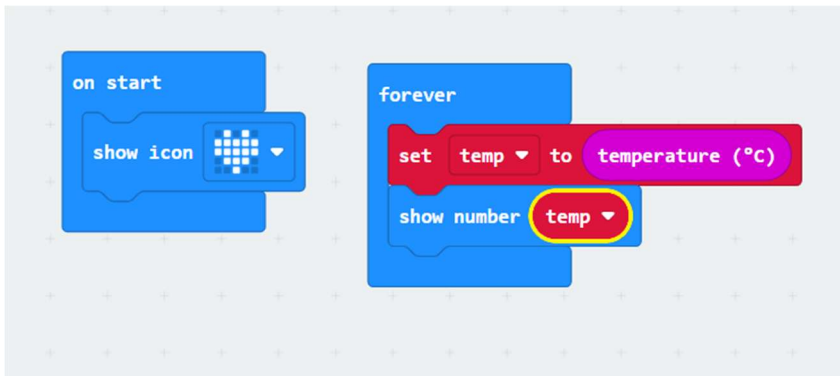 on start
show icon
forever
set temp to temperature (°C)
show number temp